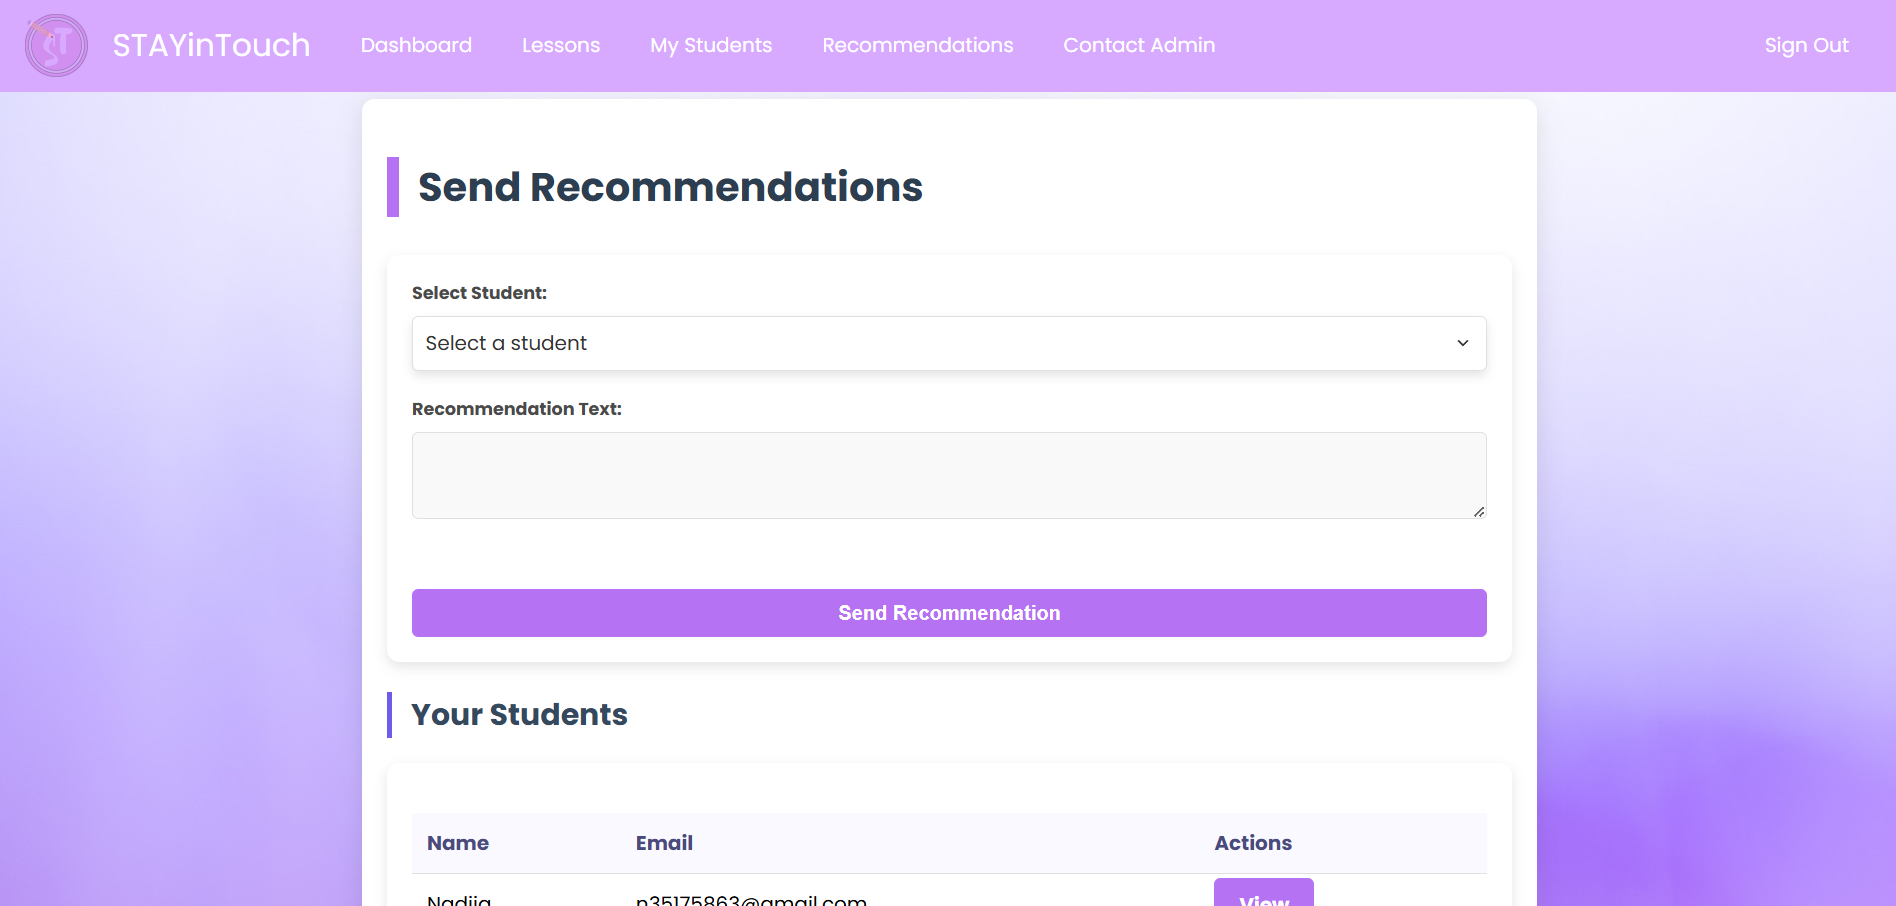 STAYinTouch Dashboard Lessons My Students Recommendations Contact Admin Sign Out
Send Recommendations
Select Student:
Select a student
Recommendation Text:
Send Recommendation
Your Students
Name Email Actions
Nadiia n35175863@gmail.com View